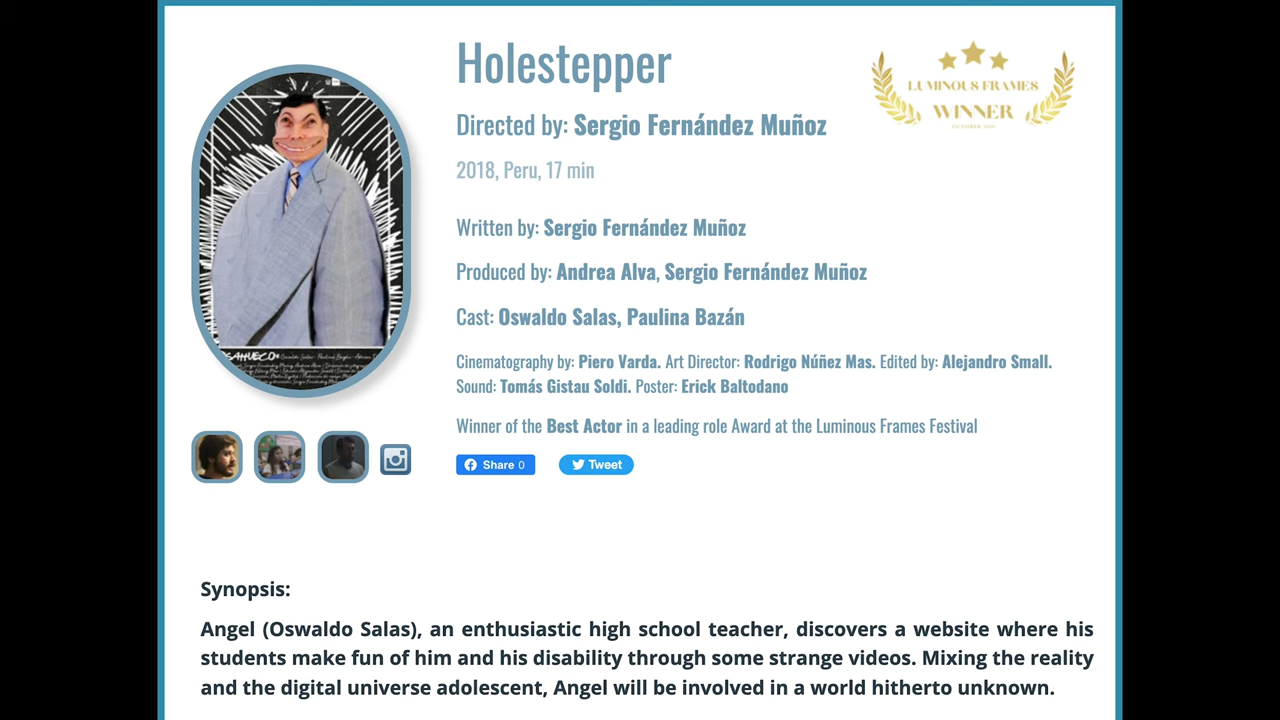 Holestepper
LUMINOUS FRAMES
WINNER
Directed by: Sergio Fernández Muñoz
2018, Peru, 17 min
Written by: Sergio Fernández Muñoz
Produced by: Andrea Alva, Sergio Fernández Muñoz
Cast: Oswaldo Salas, Paulina Bazán
Cinematography by: Piero Varda. Art Director: Rodrigo Núñez Mas. Edited by: Alejandro Small.
Sound: Tomás Gistau Soldi. Poster: Erick Baltodano
Winner of the Best Actor in a leading role Award at the Luminous Frames Festival
Share 0
Tweet
Synopsis:
Angel (Oswaldo Salas), an enthusiastic high school teacher, discovers a website where his
students make fun of him and his disability through some strange videos. Mixing the reality
and the digital universe adolescent, Angel will be involved in a world hitherto unknown.